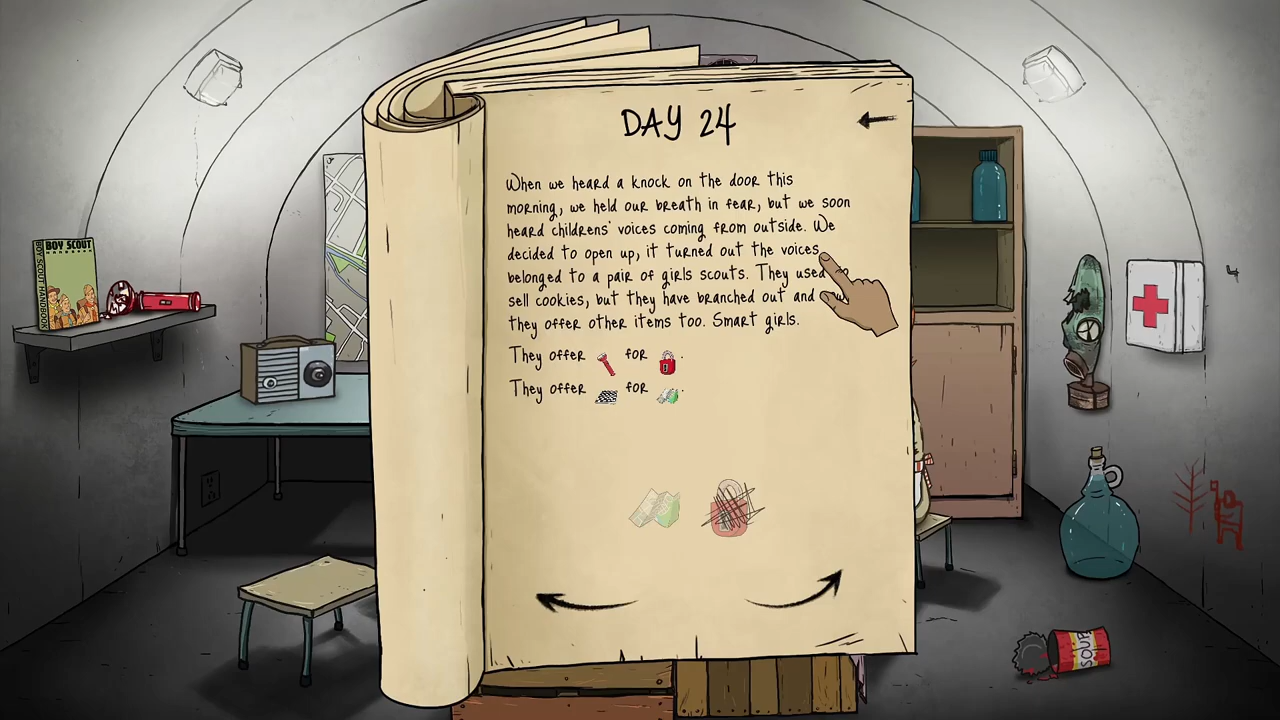 DAY 24
When we heard a knock on the door this
morning, we held our breath in fear, but we soon
heard childrens' voices coming from outside. We
decided to open up, it turned out the voices
belonged to a pair of girls scouts. They used
sell cookies, but they have branched out and
they offer other items too. Smart girls.
They offer for .
They offer for .
BOY SCOUT
BOY SCOUT HANDBOOK
SOUP